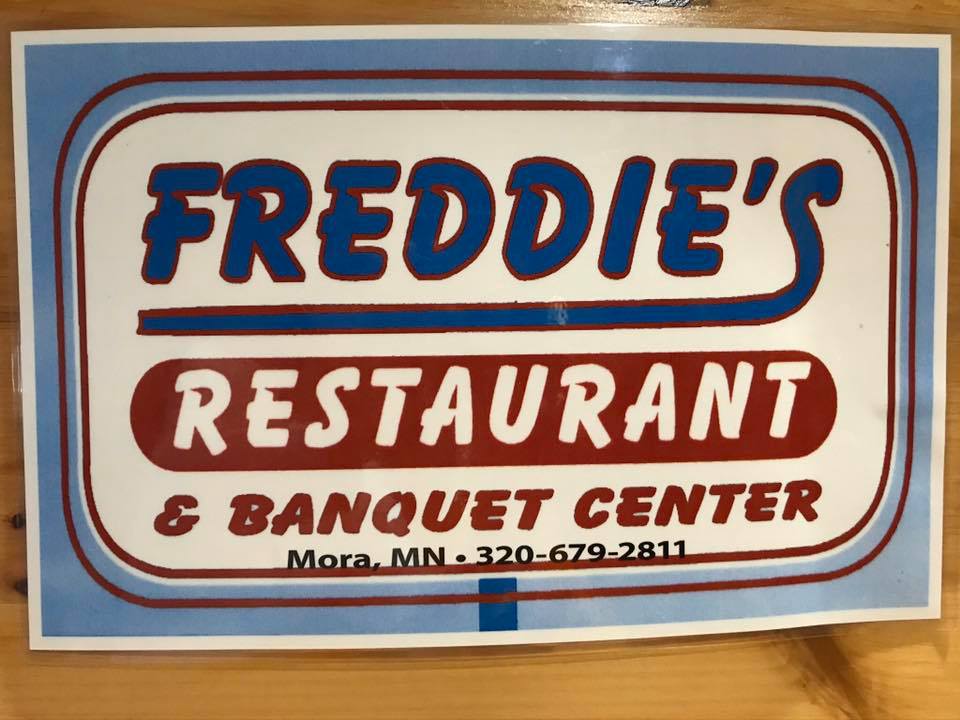 FREDDIE'S
RESTAURANT
& BANQUET CENTER
Mora, MN • 320-679-2811